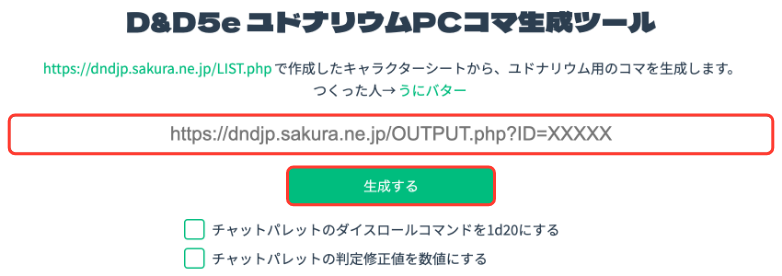 D&D5e ユドナリウムPCコマ生成ツール
https://dndjp.sakura.ne.jp/LIST.php で作成したキャラクターシートから、ユドナリウム用のコマを生成します。
つくった人→ うにバター
https://dndjp.sakura.ne.jp/OUTPUT.php?ID=XXXXX
生成する
チャットパレットのダイスロールコマンドを1d20にする
チャットパレットの判定修正値を数値にする